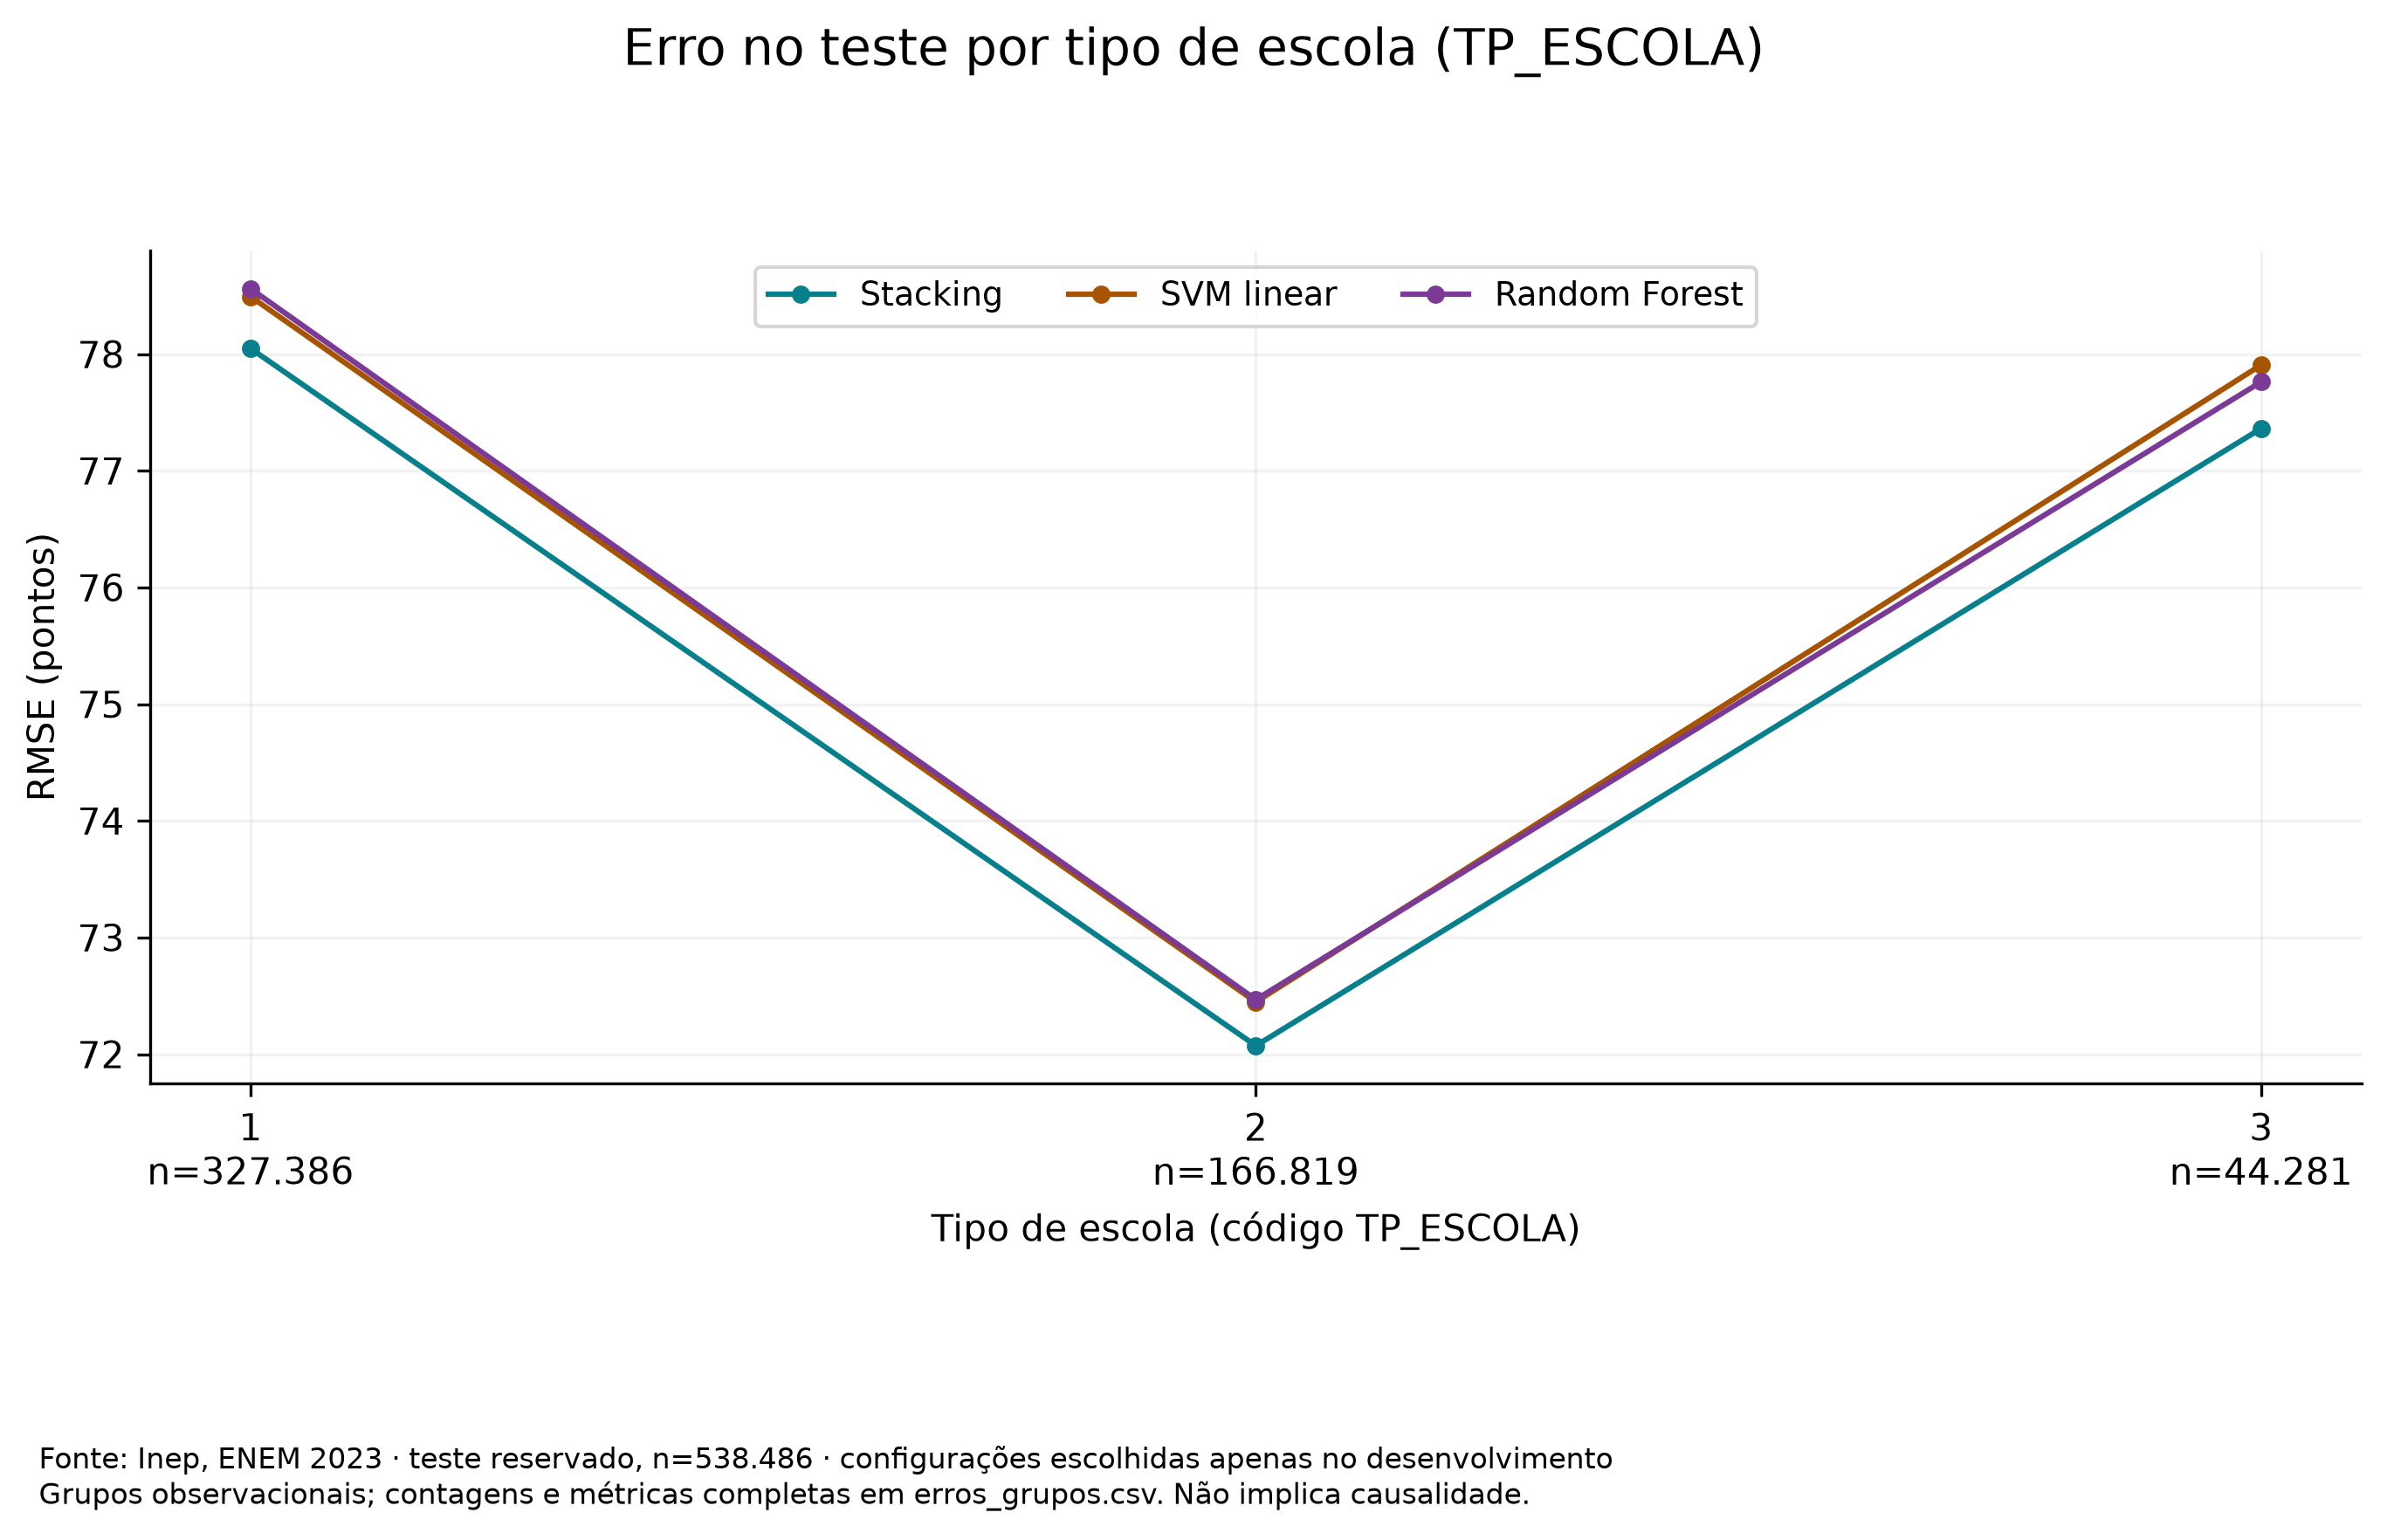 Erro no teste por tipo de escola (TP_ESCOLA)
Stacking
SVM linear
Random Forest
78
77
76
75
74
73
72
RMSE (pontos)
1
n=327.386
2
n=166.819
3
n=44.281
Tipo de escola (código TP_ESCOLA)
Fonte: Inep, ENEM 2023 · teste reservado, n=538.486 · configurações escolhidas apenas no desenvolvimento
Grupos observacionais; contagens e métricas completas em erros_grupos.csv. Não implica causalidade.